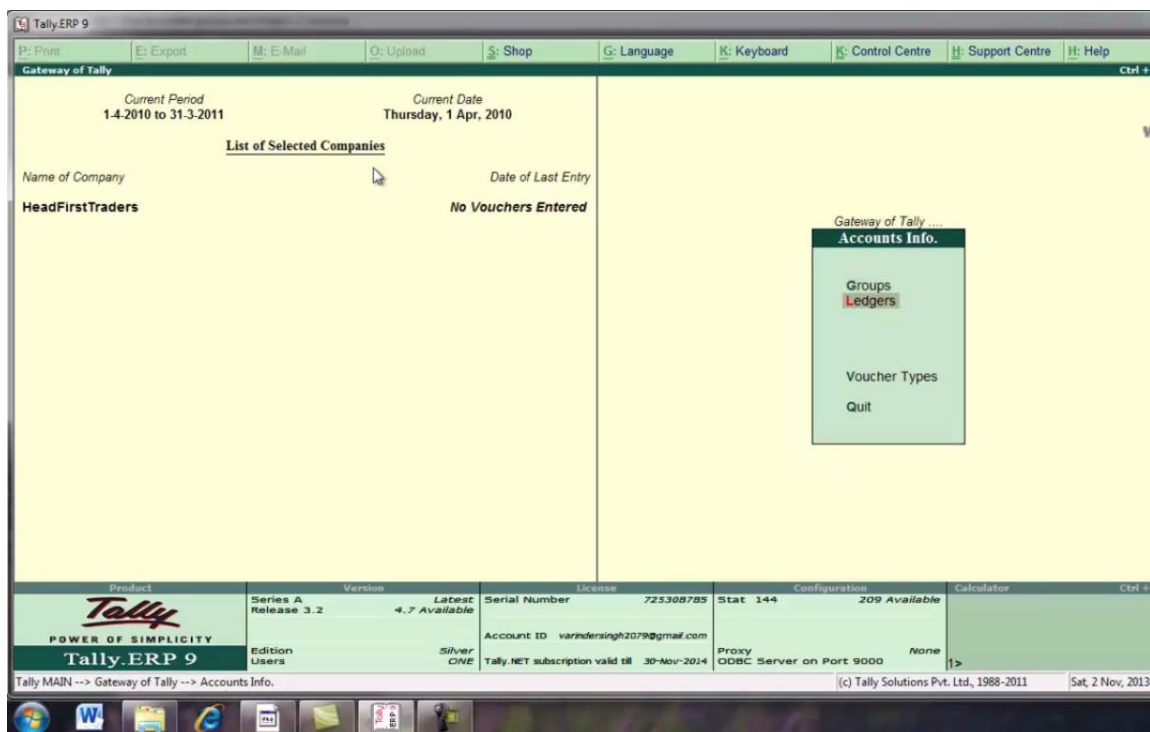 Tally.ERP 9
P: Print E: Export M: E-Mail O: Upload S: Shop G: Language K: Keyboard K: Control Centre H: Support Centre H: Help
Gateway of Tally Ctrl +
Current Period Current Date
1-4-2010 to 31-3-2011 Thursday, 1 Apr, 2010
List of Selected Companies
Name of Company Date of Last Entry
HeadFirstTraders No Vouchers Entered
Gateway of Tally ....
Accounts Info.
Groups
Ledgers
Voucher Types
Quit
Product Version License Configuration Calculator Ctrl +
Tally
POWER OF SIMPLICITY
Tally.ERP 9
Series A Latest
Release 3.2 4.7 Available
Edition Silver
Users ONE
Serial Number 725308785
Account ID varindersingh2079@gmail.com
Tally.NET subscription valid till 30-Nov-2014
Stat 144 209 Available
Proxy None
ODBC Server on Port 9000
1>
Tally MAIN --> Gateway of Tally --> Accounts Info. (c) Tally Solutions Pvt. Ltd., 1988-2011 Sat, 2 Nov, 2013
Tally
ERP 9